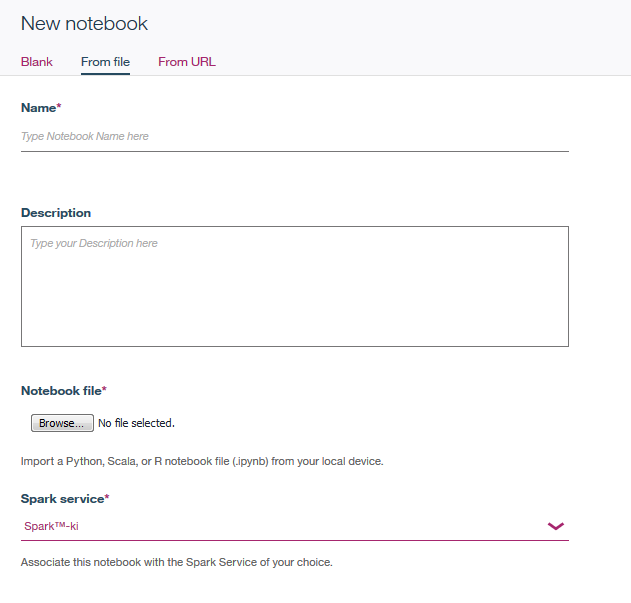 New notebook
Blank From file From URL
Name*
Type Notebook Name here
Description
Type your Description here
Notebook file*
Browse... No file selected.
Import a Python, Scala, or R notebook file (.ipynb) from your local device.
Spark service*
Spark™-ki
Associate this notebook with the Spark Service of your choice.